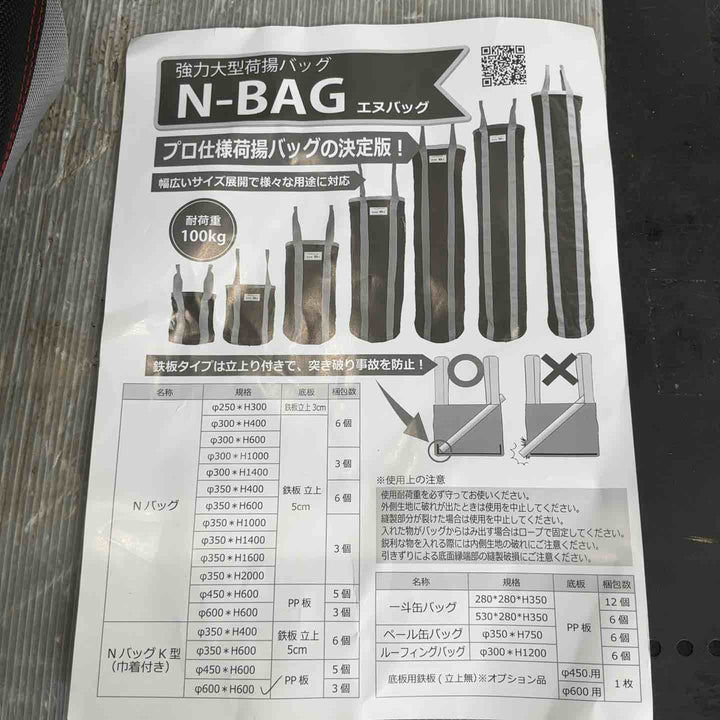 強力大型荷揚バッグ
N-BAG エヌバッグ
プロ仕様荷揚バッグの決定版！
幅広いサイズ展開で様々な用途に対応
耐荷重
100kg
鉄板タイプは立上り付きで、突き破り事故を防止！
名称 規格 底板 梱包数
Nバッグ
φ250＊H300 鉄板立上3cm 6個
φ300＊H400
φ300＊H600
φ300＊H1000 3個
φ300＊H1400
φ350＊H400 鉄板 立上 5cm 6個
φ350＊H600
φ350＊H1000 3個
φ350＊H1400
φ350＊H1600
φ350＊H2000
φ450＊H600 PP板 5個
φ600＊H600 3個
NバッグK型
(巾着付き)
φ350＊H400 鉄板 立上 5cm 6個
φ350＊H600
φ450＊H600 PP板 5個
φ600＊H600 3個
※使用上の注意
使用耐荷重を必ず守ってお使いください。
外側生地に破れが出たときは使用を中止してください。
縫製部分が裂けた場合は使用を中止してください。
入れた物がバッグからはみ出す場合はロープで固定してください。
鋭利な物を入れる際には内側生地の破れにご注意ください。
引きずりによる底面縁端部の縫製破損にご注意ください。
名称 規格 底板 梱包数
一斗缶バッグ 280*280*H350 PP板 12個
530*280*H350 6個
ペール缶バッグ φ350＊H750 6個
ルーフィングバッグ φ300＊H1200 6個
底板用鉄板(立上無)※オプション品 φ450.用 1枚
φ600用